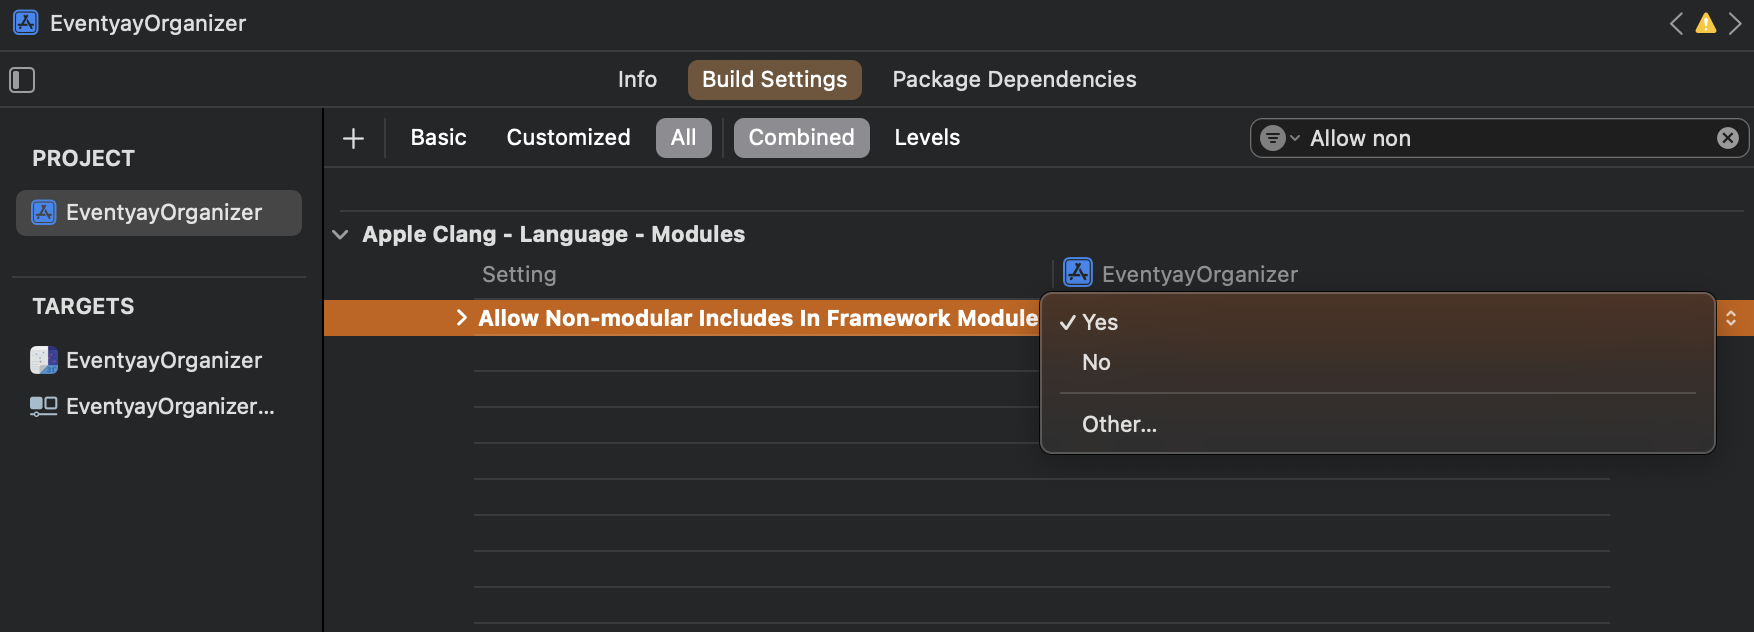 EventyayOrganizer
Info Build Settings Package Dependencies
Basic Customized All Combined Levels Allow non
PROJECT
EventyayOrganizer
TARGETS
EventyayOrganizer
EventyayOrganizer...
Apple Clang - Language - Modules
Setting EventyayOrganizer
Allow Non-modular Includes In Framework Module
Yes
No
Other...